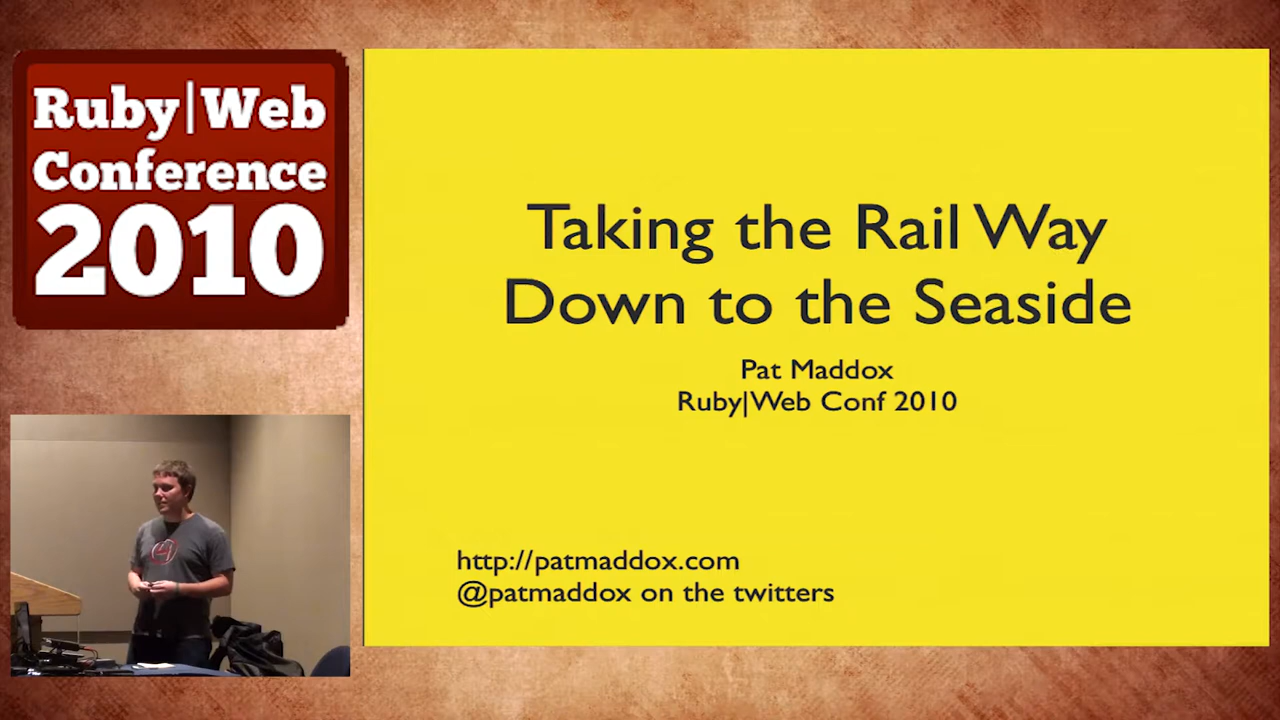 Ruby|Web
Conference
2010
Taking the Rail Way
Down to the Seaside
Pat Maddox
Ruby|Web Conf 2010
http://patmaddox.com
@patmaddox on the twitters